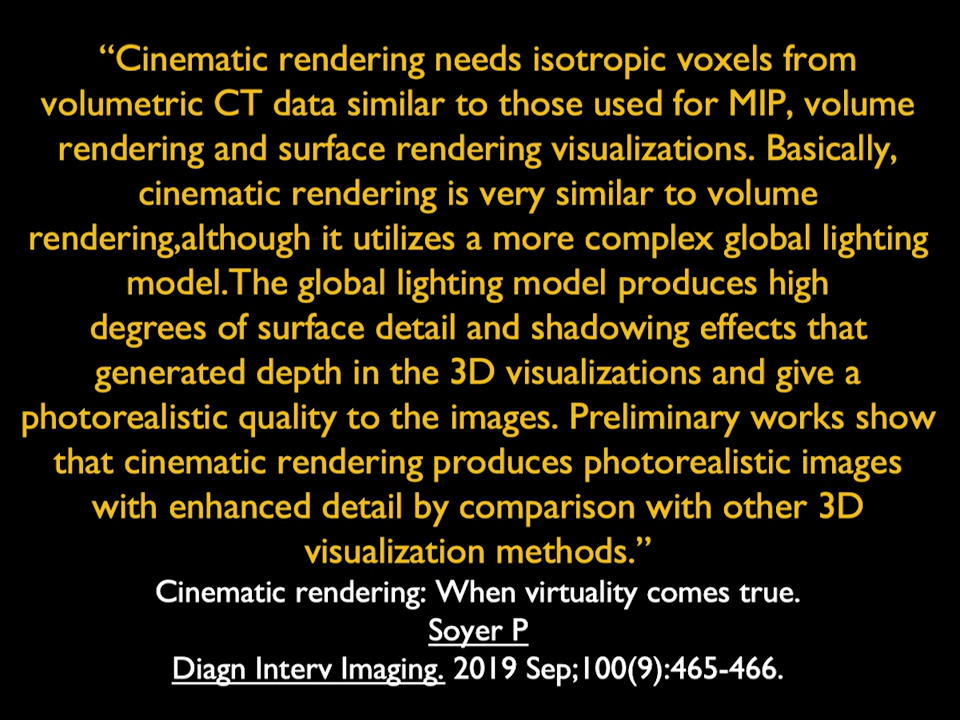 “Cinematic rendering needs isotropic voxels from
volumetric CT data similar to those used for MIP, volume
rendering and surface rendering visualizations. Basically,
cinematic rendering is very similar to volume
rendering,although it utilizes a more complex global lighting
model.The global lighting model produces high
degrees of surface detail and shadowing effects that
generated depth in the 3D visualizations and give a
photorealistic quality to the images. Preliminary works show
that cinematic rendering produces photorealistic images
with enhanced detail by comparison with other 3D
visualization methods.”
Cinematic rendering: When virtuality comes true.
Soyer P
Diagn Interv Imaging. 2019 Sep;100(9):465-466.